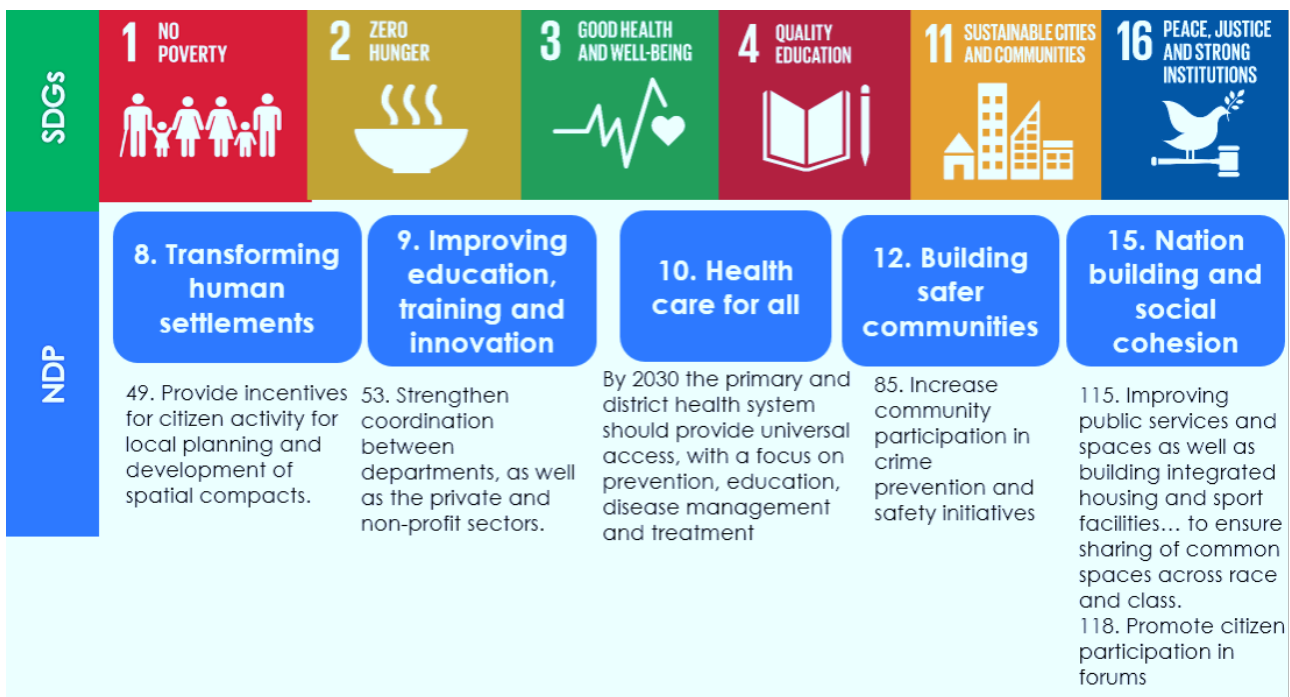 SDGs
1 NO
POVERTY
2 ZERO
HUNGER
3 GOOD HEALTH
AND WELL-BEING
4 QUALITY
EDUCATION
11 SUSTAINABLE CITIES
AND COMMUNITIES
16 PEACE, JUSTICE
AND STRONG
INSTITUTIONS
NDP
8. Transforming
human
settlements
49. Provide incentives
for citizen activity for
local planning and
development of
spatial compacts.
9. Improving
education,
training and
innovation
53. Strengthen
coordination
between
departments, as well
as the private and
non-profit sectors.
10. Health
care for all
By 2030 the primary and
district health system
should provide universal
access, with a focus on
prevention, education,
disease management
and treatment
12. Building
safer
communities
85. Increase
community
participation in
crime
prevention and
safety initiatives
15. Nation
building and
social
cohesion
115. Improving
public services and
spaces as well as
building integrated
housing and sport
facilities… to ensure
sharing of common
spaces across race
and class.
118. Promote citizen
participation in
forums